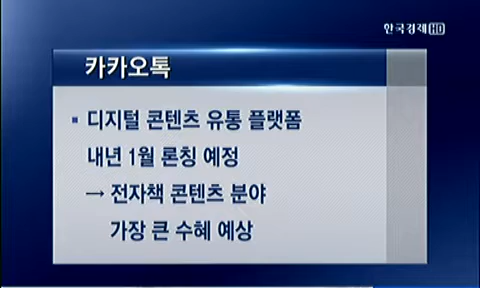 한국경제HD
카카오톡
▪ 디지털 콘텐츠 유통 플랫폼
내년 1월 론칭 예정
→ 전자책 콘텐츠 분야
가장 큰 수혜 예상